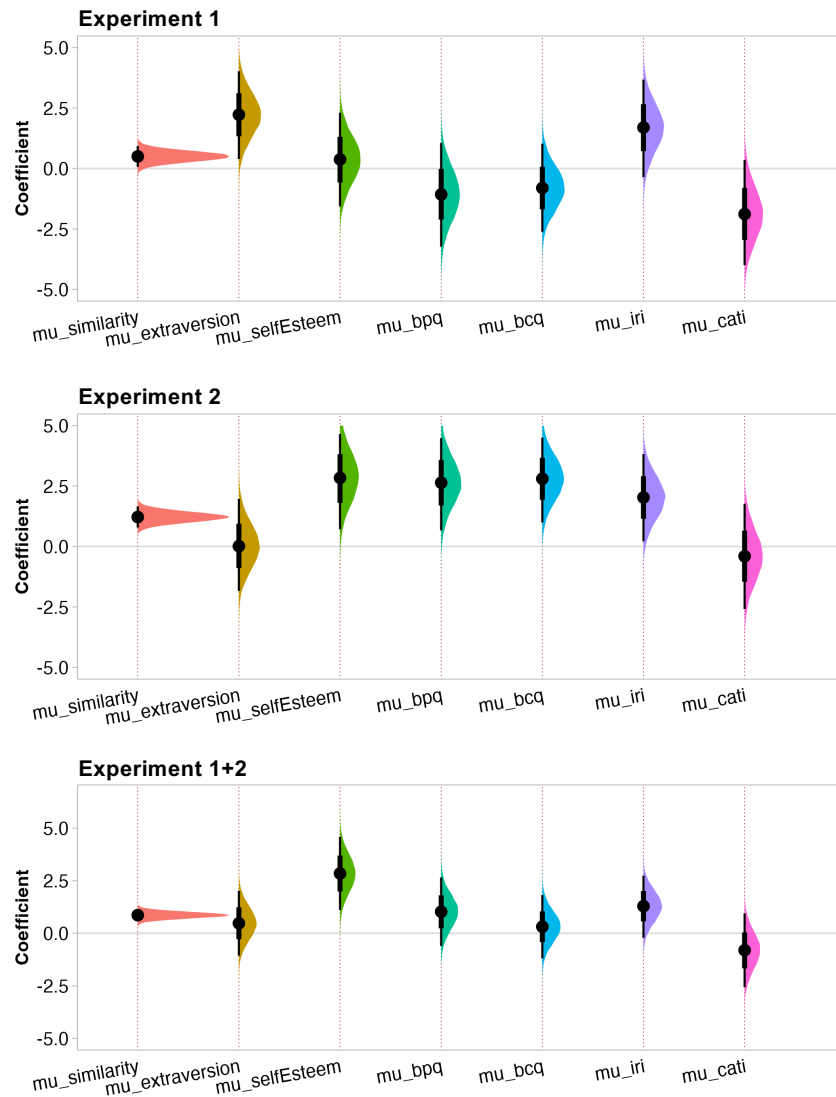 Experiment 1
Coefficient
5.0
2.5
0.0
-2.5
-5.0
mu_similarity
mu_extraversion
mu_selfEsteem
mu_bpq
mu_bcq
mu_iri
mu_cati
Experiment 2
Coefficient
5.0
2.5
0.0
-2.5
-5.0
mu_similarity
mu_extraversion
mu_selfEsteem
mu_bpq
mu_bcq
mu_iri
mu_cati
Experiment 1+2
Coefficient
5.0
2.5
0.0
-2.5
-5.0
mu_similarity
mu_extraversion
mu_selfEsteem
mu_bpq
mu_bcq
mu_iri
mu_cati